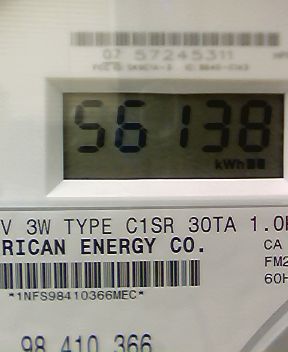 07 57245311
56138
kWh
V 3W TYPE C1SR 30TA 1.0
RICAN ENERGY CO.
CA
FM2
60H
*1NFS98410366MEC*
98 410 366